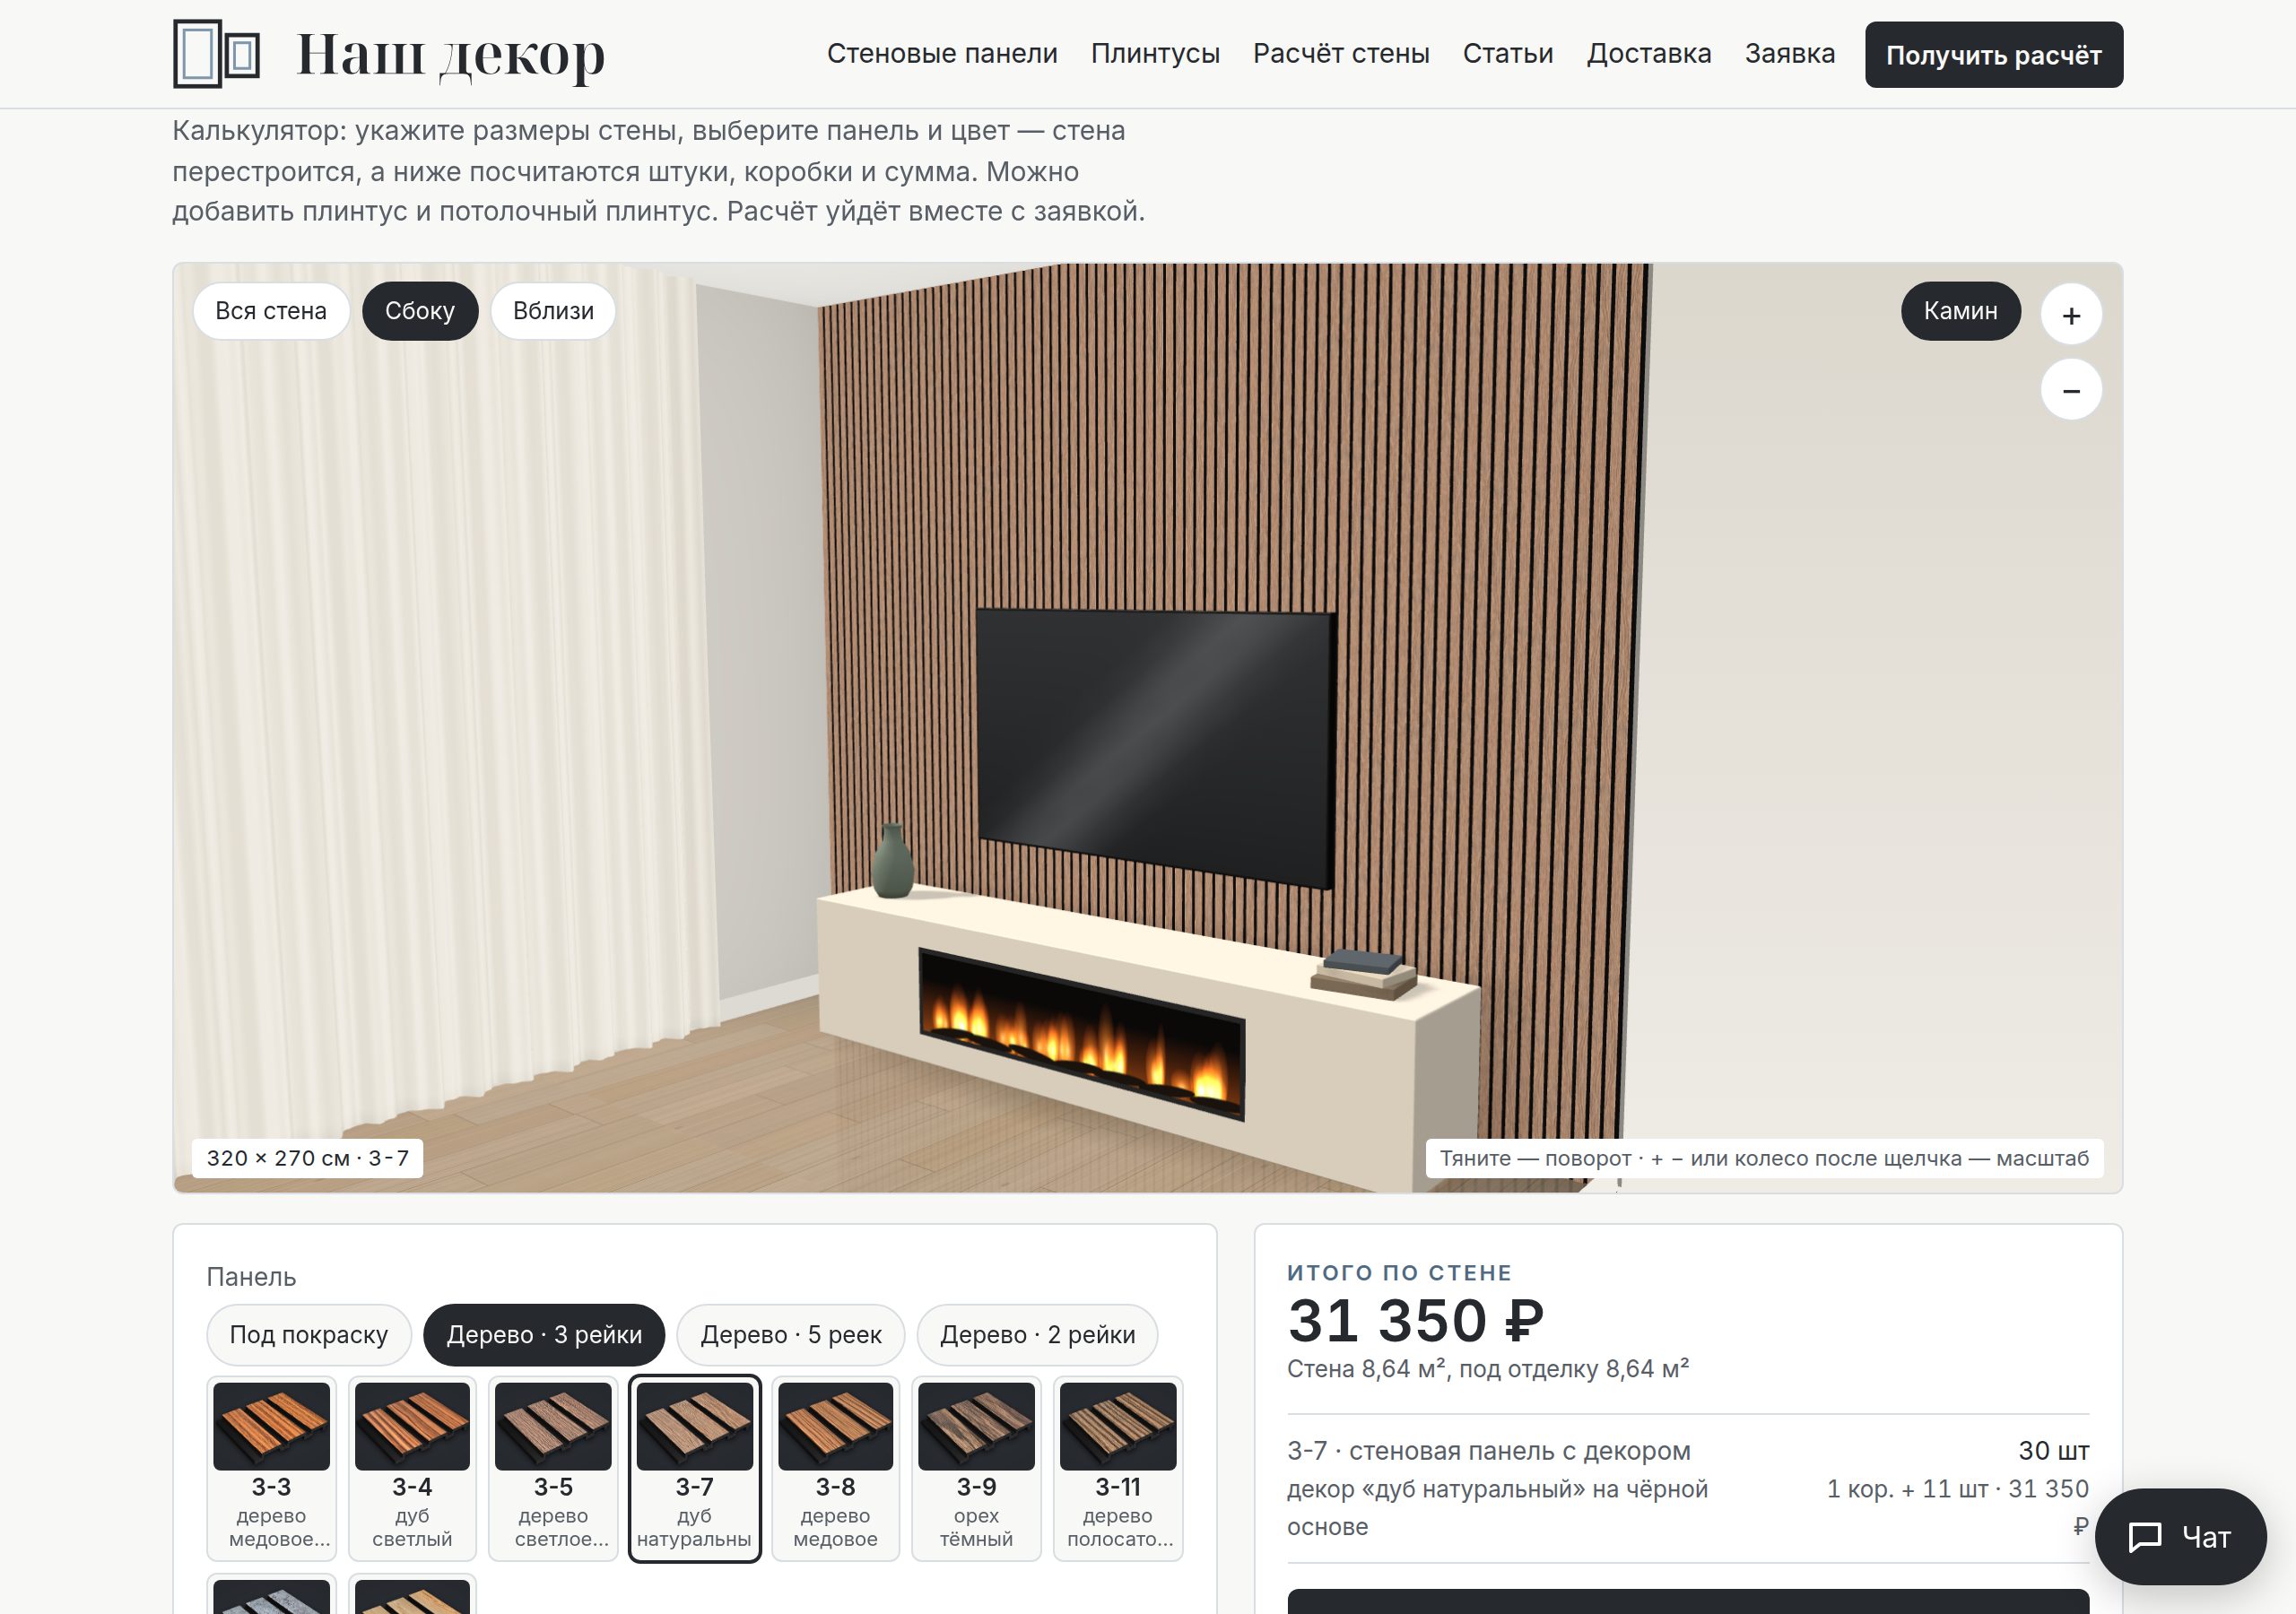 Наш декор
Стеновые панели Плинтусы Расчёт стены Статьи Доставка Заявка Получить расчёт
Калькулятор: укажите размеры стены, выберите панель и цвет — стена
перестроится, а ниже посчитаются штуки, коробки и сумма. Можно
добавить плинтус и потолочный плинтус. Расчёт уйдёт вместе с заявкой.
Вся стена Сбоку Вблизи Камин +
−
320 × 270 см · 3-7
Тяните — поворот · + − или колесо после щелчка — масштаб
Панель
Под покраску Дерево · 3 рейки Дерево · 5 реек Дерево · 2 рейки
3-3
дерево
медовое...
3-4
дуб
светлый
3-5
дерево
светлое...
3-7
дуб
натуральны
3-8
дерево
медовое
3-9
орех
тёмный
3-11
дерево
полосато...
ИТОГО ПО СТЕНЕ
31 350 ₽
Стена 8,64 м², под отделку 8,64 м²
3-7 · стеновая панель с декором 30 шт
декор «дуб натуральный» на чёрной 1 кор. + 11 шт · 31 350
основе ₽
Чат